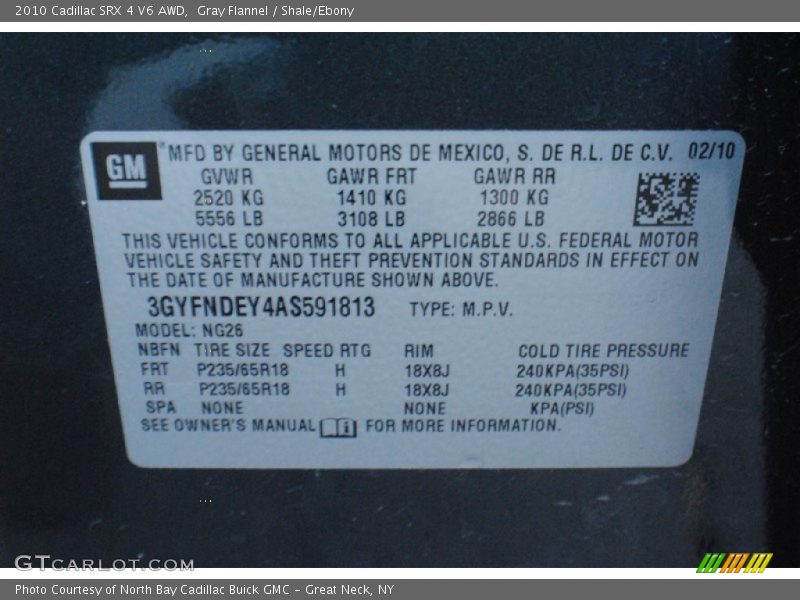 2010 Cadillac SRX 4 V6 AWD,  Gray Flannel / Shale/Ebony
GM
MFD BY GENERAL MOTORS DE MEXICO, S. DE R.L. DE C.V. 02/10
GVWR GAWR FRT GAWR RR
2520 KG 1410 KG 1300 KG
5556 LB 3108 LB 2866 LB
THIS VEHICLE CONFORMS TO ALL APPLICABLE U.S. FEDERAL MOTOR
VEHICLE SAFETY AND THEFT PREVENTION STANDARDS IN EFFECT ON
THE DATE OF MANUFACTURE SHOWN ABOVE.
3GYFNDEY4AS591813 TYPE: M.P.V.
MODEL: NG26
NBFN TIRE SIZE SPEED RTG RIM COLD TIRE PRESSURE
FRT P235/65R18 H 18X8J 240KPA(35PSI)
RR P235/65R18 H 18X8J 240KPA(35PSI)
SPA NONE NONE KPA(PSI)
SEE OWNER'S MANUAL FOR MORE INFORMATION.
GTCARLOT.COM
Photo Courtesy of North Bay Cadillac Buick GMC - Great Neck, NY